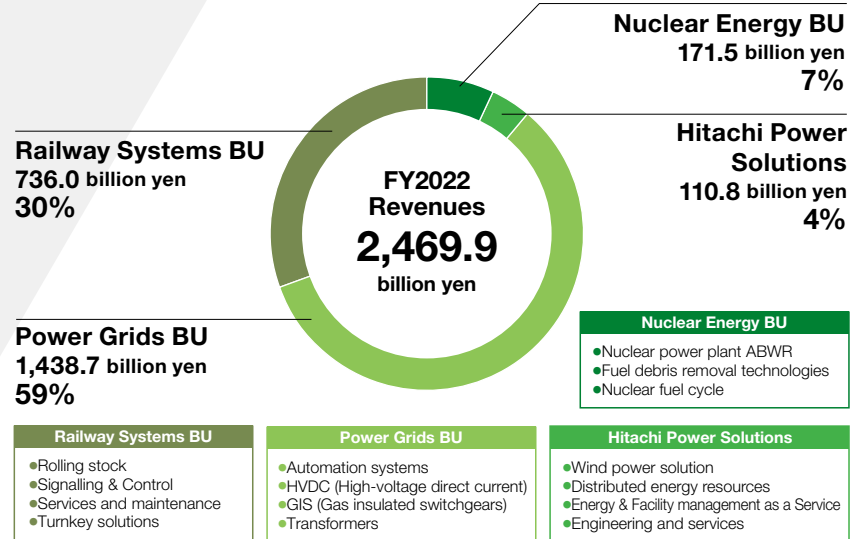 Nuclear Energy BU
171.5 billion yen
7%
Railway Systems BU
736.0 billion yen
30%
FY2022
Revenues
2,469.9
billion yen
Hitachi Power
Solutions
110.8 billion yen
4%
Power Grids BU
1,438.7 billion yen
59%
Nuclear Energy BU
●Nuclear power plant ABWR
●Fuel debris removal technologies
●Nuclear fuel cycle
Railway Systems BU
●Rolling stock
●Signalling & Control
●Services and maintenance
●Turnkey solutions
Power Grids BU
●Automation systems
●HVDC (High-voltage direct current)
●GIS (Gas insulated switchgears)
●Transformers
Hitachi Power Solutions
●Wind power solution
●Distributed energy resources
●Energy & Facility management as a Service
●Engineering and services